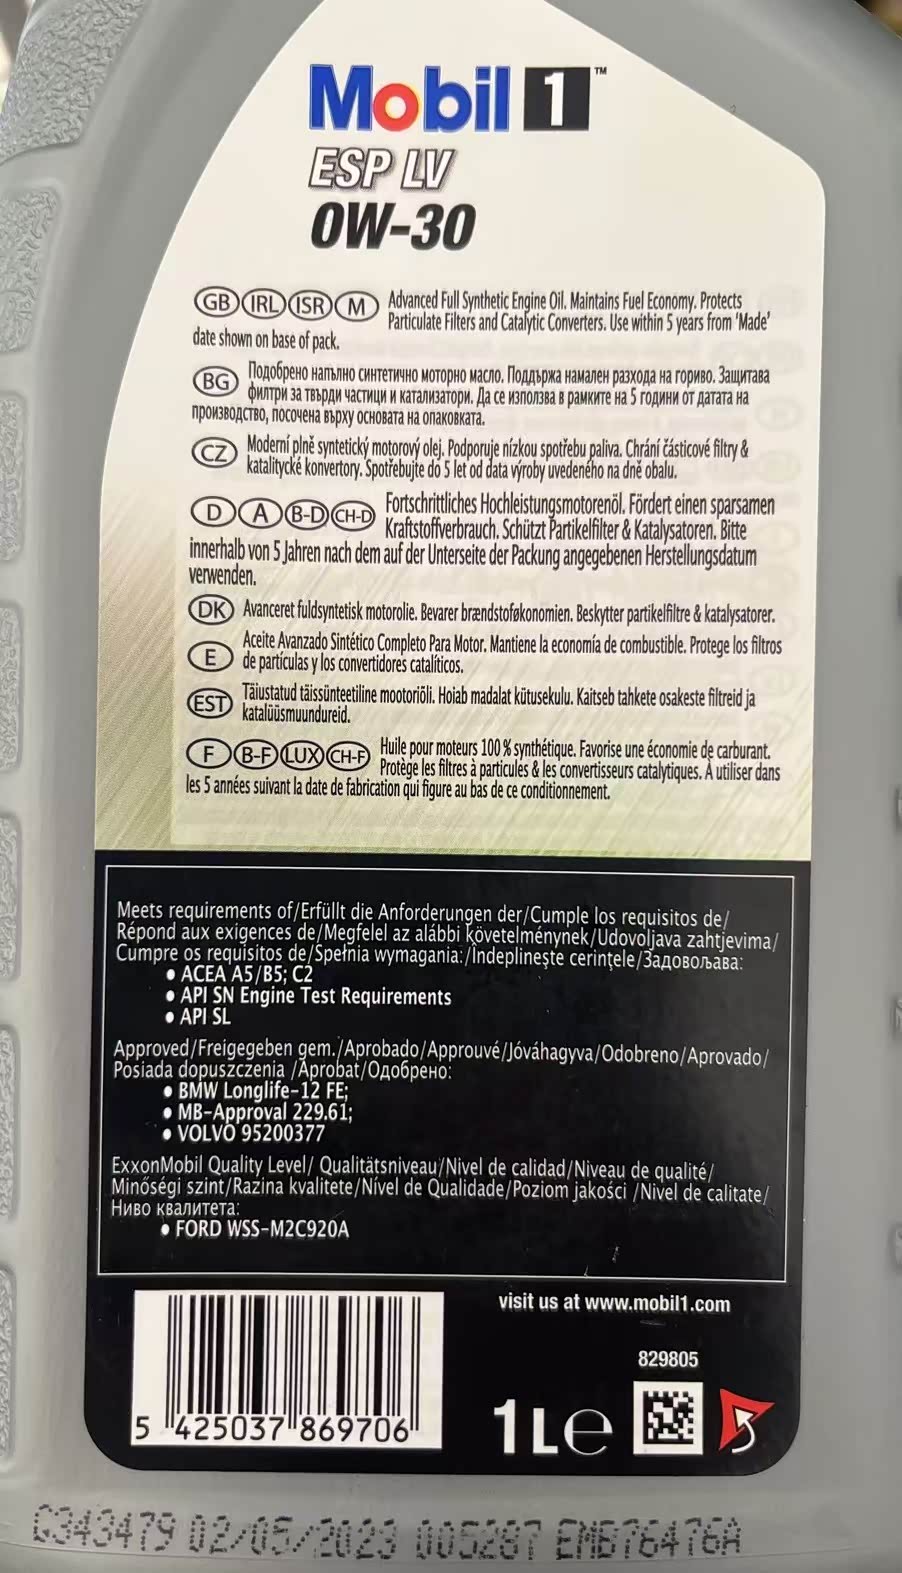 Mobil 1™
ESP LV
0W-30
GB IRL ISR M Advanced Full Synthetic Engine Oil. Maintains Fuel Economy. Protects
Particulate Filters and Catalytic Converters. Use within 5 years from 'Made'
date shown on base of pack.
BG Подобрено напълно синтетично моторно масло. Поддържа намален разхода на гориво. Защитава
филтри за твърди частици и катализатори. Да се използва в рамките на 5 години от датата на
производство, посочена върху основата на опаковката.
CZ Moderní plně syntetický motorový olej. Podporuje nízkou spotřebu paliva. Chrání částicové filtry &
katalitycké konvertory. Spotřebujte do 5 let od data výroby uvedeného na dně obalu.
D A B-D CH-D Fortschrittliches Hochleistungsmotorenöl. Fördert einen sparsamen
Kraftstoffverbrauch. Schützt Partikelfilter & Katalysatoren. Bitte
innerhalb von 5 Jahren nach dem auf der Unterseite der Packung angegebenen Herstellungsdatum
verwenden.
DK Avanceret fuldsyntetisk motorolie. Bevarer brændstoføkonomien. Beskytter partikelfiltre & katalysatorer.
E Aceite Avanzado Sintético Completo Para Motor. Mantiene la economía de combustible. Protege los filtros
de partículas y los convertidores catalíticos.
EST Täiustatud täissünteetiline mootoriõli. Hoiab madalat kütusekulu. Kaitseb tahkete osakeste filtreid ja
katalüüsmuundureid.
F B-F LUX CH-F Huile pour moteurs 100 % synthétique. Favorise une économie de carburant.
Protège les filtres à particules & les convertisseurs catalytiques. À utiliser dans
les 5 années suivant la date de fabrication qui figure au bas de ce conditionnement.
Meets requirements of/Erfüllt die Anforderungen der/Cumple los requisitos de/
Répond aux exigences de/Megfelel az alábbi követelménynek/Udovoljava zahtjevima/
Cumpre os requisitos de/Spełnia wymagania:/Îndeplineşte cerinţele/Задовољава:
• ACEA A5/B5; C2
• API SN Engine Test Requirements
• API SL
Approved/Freigegeben gem./Aprobado/Approuvé/Jóváhagyva/Odobreno/Aprovado/
Posiada dopuszczenia /Aprobat/Одобрено:
• BMW Longlife-12 FE;
• MB-Approval 229.61;
• VOLVO 95200377
ExxonMobil Quality Level/ Qualitätsniveau/Nivel de calidad/Niveau de qualité/
Minőségi szint/Razina kvalitete/Nível de Qualidade/Poziom jakości /Nivel de calitate/
Ниво квалитета:
• FORD WSS-M2C920A
visit us at www.mobil1.com
829805
5 425037 869706
1L e
G343479 02/05/2023 005287 EMB76476A